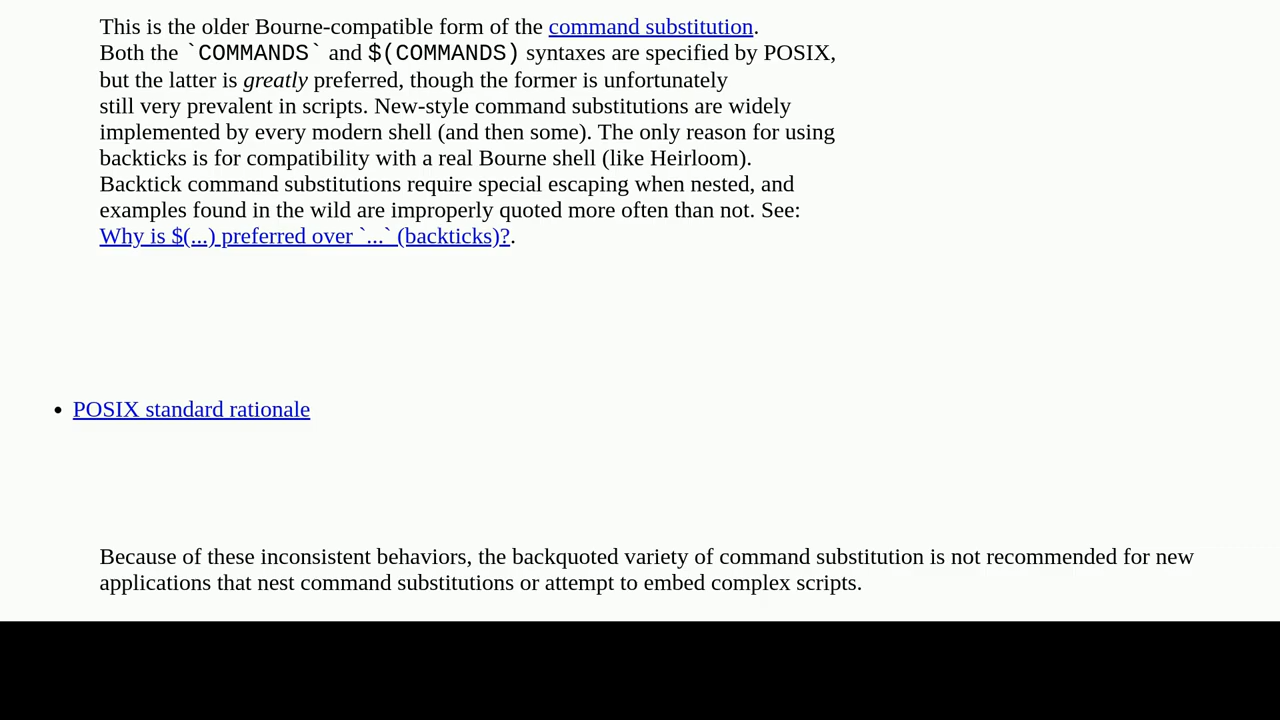 This is the older Bourne-compatible form of the command substitution.
Both the `COMMANDS` and $(COMMANDS) syntaxes are specified by POSIX,
but the latter is greatly preferred, though the former is unfortunately
still very prevalent in scripts. New-style command substitutions are widely
implemented by every modern shell (and then some). The only reason for using
backticks is for compatibility with a real Bourne shell (like Heirloom).
Backtick command substitutions require special escaping when nested, and
examples found in the wild are improperly quoted more often than not. See:
Why is $(...) preferred over `...` (backticks)?.
• POSIX standard rationale
Because of these inconsistent behaviors, the backquoted variety of command substitution is not recommended for new
applications that nest command substitutions or attempt to embed complex scripts.